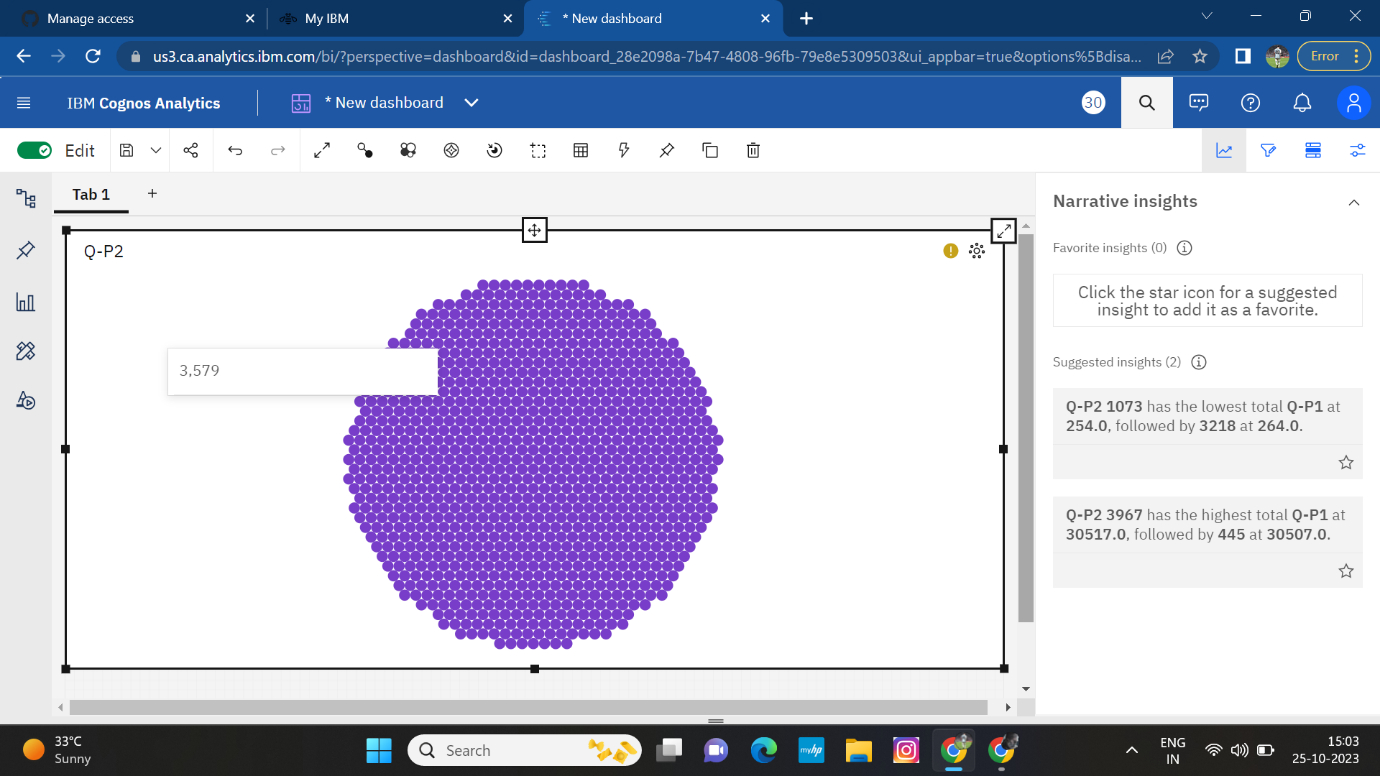 Manage access
My IBM
* New dashboard
us3.ca.analytics.ibm.com/bi/?perspective=dashboard&id=dashboard_28e2098a-7b47-4808-96fb-79e8e5309503&ui_appbar=true&options%5Bdisa...
Error
IBM Cognos Analytics
* New dashboard
30
Edit
Tab 1
Q-P2
3,579
Narrative insights
Favorite insights (0)
Click the star icon for a suggested
insight to add it as a favorite.
Suggested insights (2)
Q-P2 1073 has the lowest total Q-P1 at
254.0, followed by 3218 at 264.0.
Q-P2 3967 has the highest total Q-P1 at
30517.0, followed by 445 at 30507.0.
33°C
Sunny
Search
myhp
ENG
IN
15:03
25-10-2023